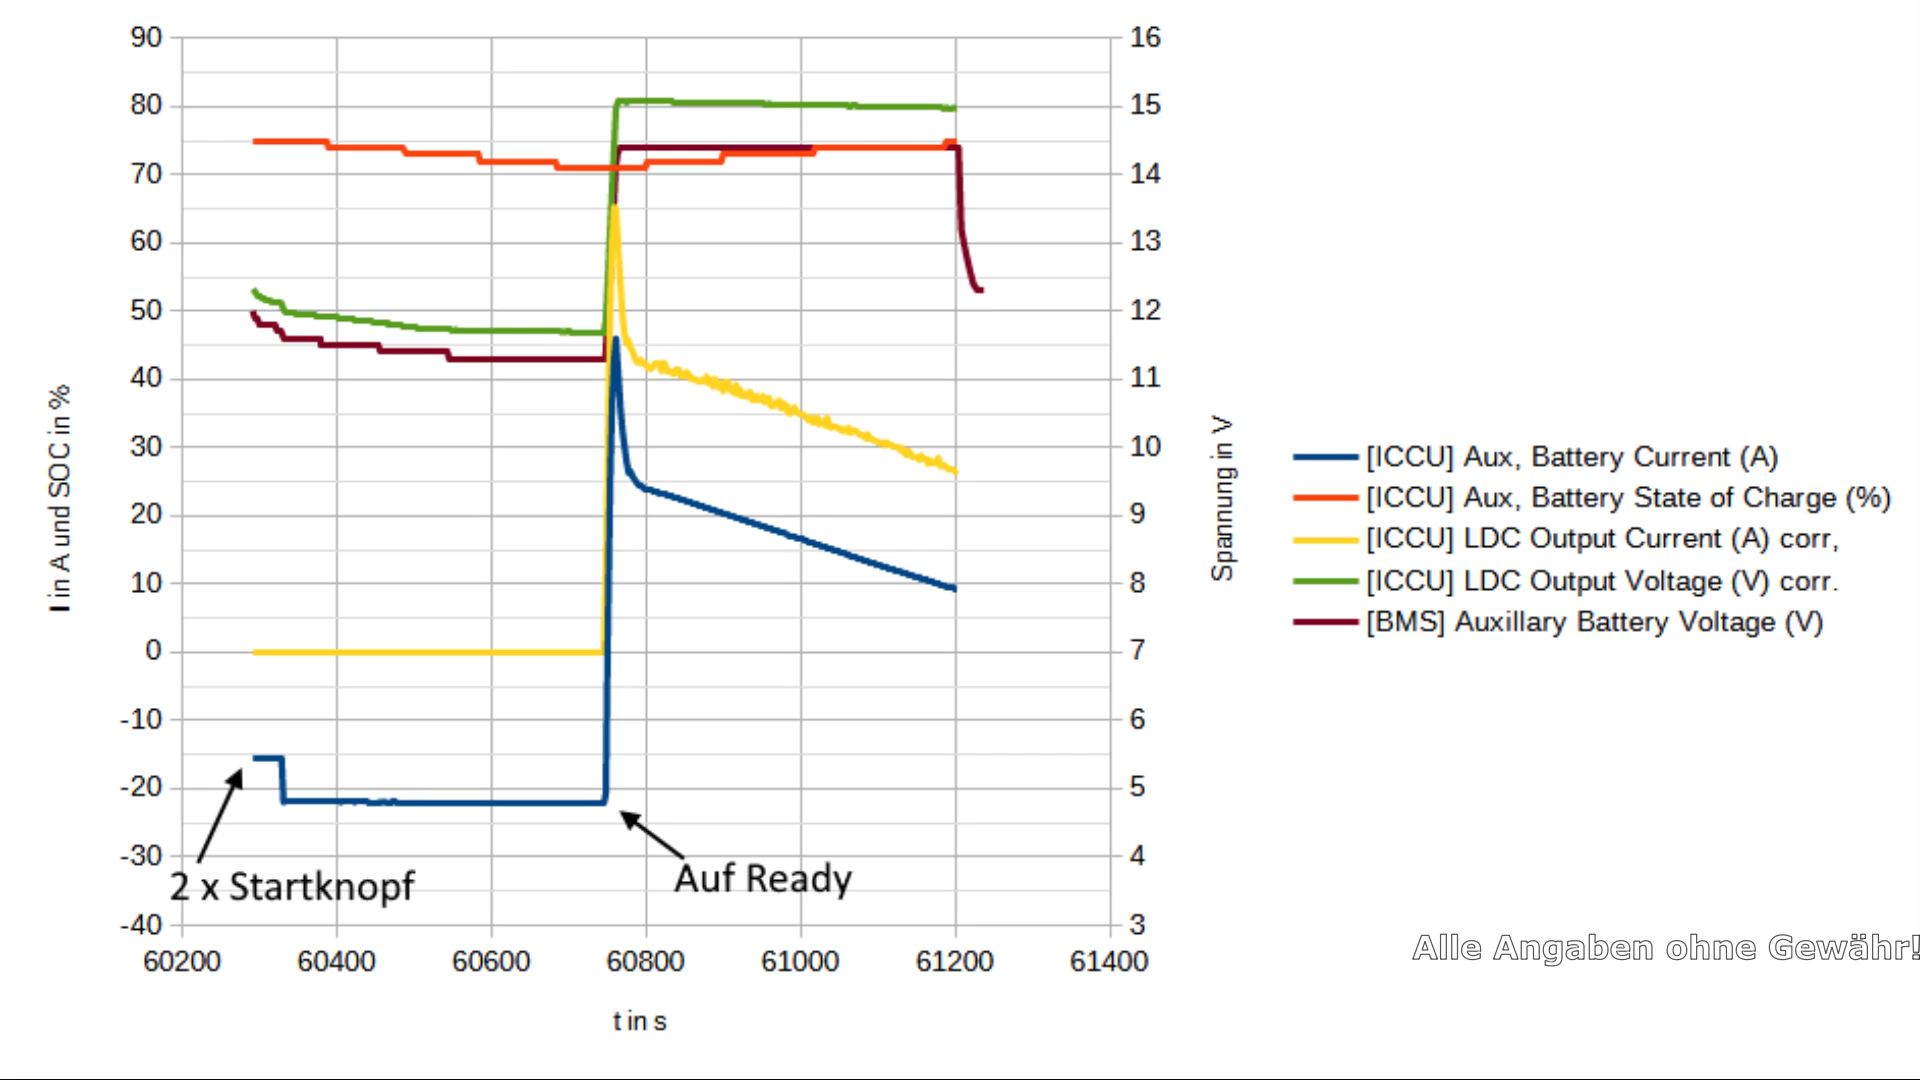 90
80
70
60
50
40
30
20
10
0
-10
-20
-30
-40
16
15
14
13
12
11
10
9
8
7
6
5
4
3
I in A und SOC in %
Spannung in V
2 x Startknopf
Auf Ready
60200 60400 60600 60800 61000 61200 61400
t in s
[ICCU] Aux, Battery Current (A)
[ICCU] Aux, Battery State of Charge (%)
[ICCU] LDC Output Current (A) corr,
[ICCU] LDC Output Voltage (V) corr.
[BMS] Auxillary Battery Voltage (V)
Alle Angaben ohne Gewähr!